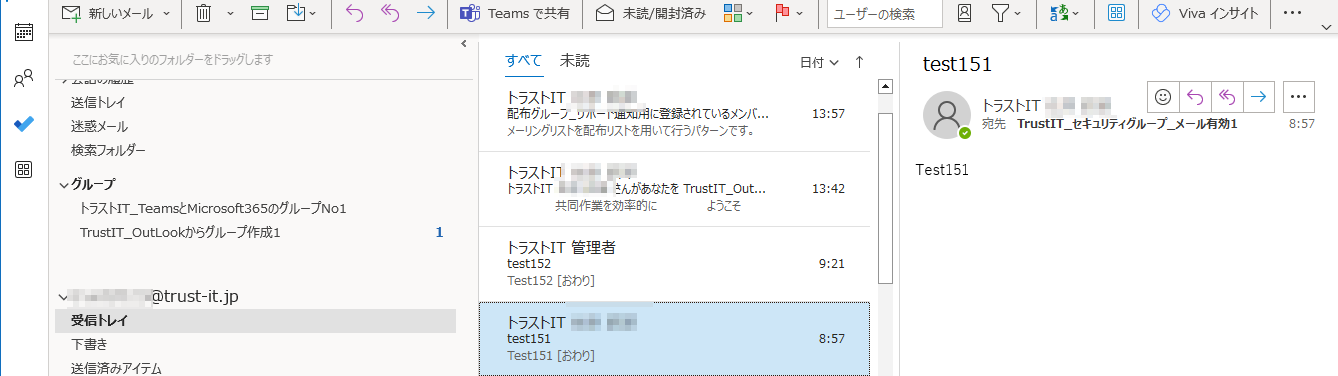 新しいメール
Teams で共有
未読/開封済み
ユーザーの検索
Viva インサイト
ここにお気に入りのフォルダーをドラッグします
送信トレイ
迷惑メール
検索フォルダー
グループ
トラストIT_TeamsとMicrosoft365のグループNo1
TrustIT_OutLookからグループ作成1 1
@trust-it.jp
受信トレイ
下書き
送信済みアイテム
すべて 未読 日付
トラストIT
配布グループ_リポート通知用に登録されているメンバ... 13:57
メーリングリストを配布リストを用いて行うパターンです。
トラストIT
トラストIT さんがあなたを TrustIT_Out... 13:42
共同作業を効率的に ようこそ
トラストIT 管理者
test152 9:21
Test152 [おわり]
トラストIT
test151 8:57
Test151 [おわり]
test151
トラストIT
宛先 TrustIT_セキュリティグループ_メール有効1 8:57
Test151